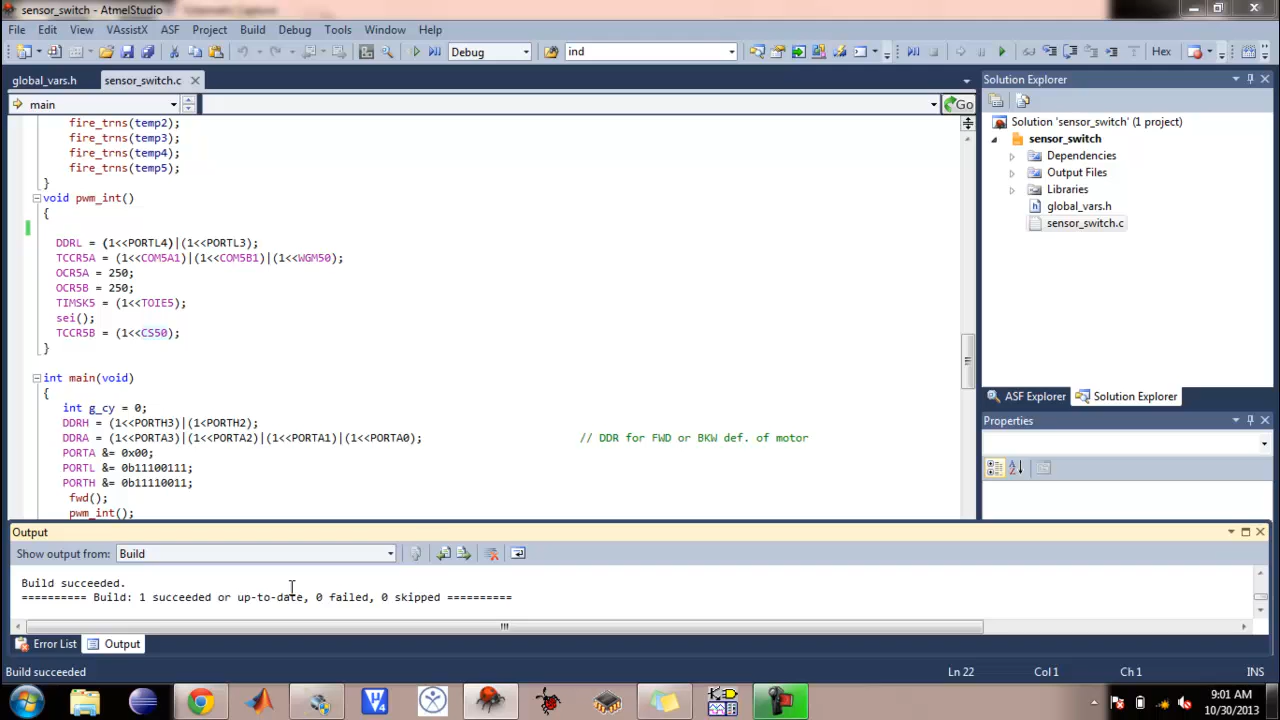 sensor_switch - AtmelStudio
File Edit View VAssistX ASF Project Build Debug Tools Window Help
Debug ind Hex
global_vars.h sensor_switch.c
main Go
fire_trns(temp2);
fire_trns(temp3);
fire_trns(temp4);
fire_trns(temp5);
}
void pwm_int()
{
DDRL = (1<<PORTL4)|(1<<PORTL3);
TCCR5A = (1<<COM5A1)|(1<<COM5B1)|(1<<WGM50);
OCR5A = 250;
OCR5B = 250;
TIMSK5 = (1<<TOIE5);
sei();
TCCR5B = (1<<CS50);
}
int main(void)
{
int g_cy = 0;
DDRH = (1<<PORTH3)|(1<PORTH2);
DDRA = (1<<PORTA3)|(1<<PORTA2)|(1<<PORTA1)|(1<<PORTA0); // DDR for FWD or BKW def. of motor
PORTA &= 0x00;
PORTL &= 0b11100111;
PORTH &= 0b11110011;
fwd();
pwm_int();
Solution Explorer
Solution 'sensor_switch' (1 project)
sensor_switch
Dependencies
Output Files
Libraries
global_vars.h
sensor_switch.c
ASF Explorer Solution Explorer
Properties
Output
Show output from: Build
Build succeeded.
========== Build: 1 succeeded or up-to-date, 0 failed, 0 skipped ==========
Error List Output
Build succeeded Ln 22 Col 1 Ch 1 INS
9:01 AM
10/30/2013